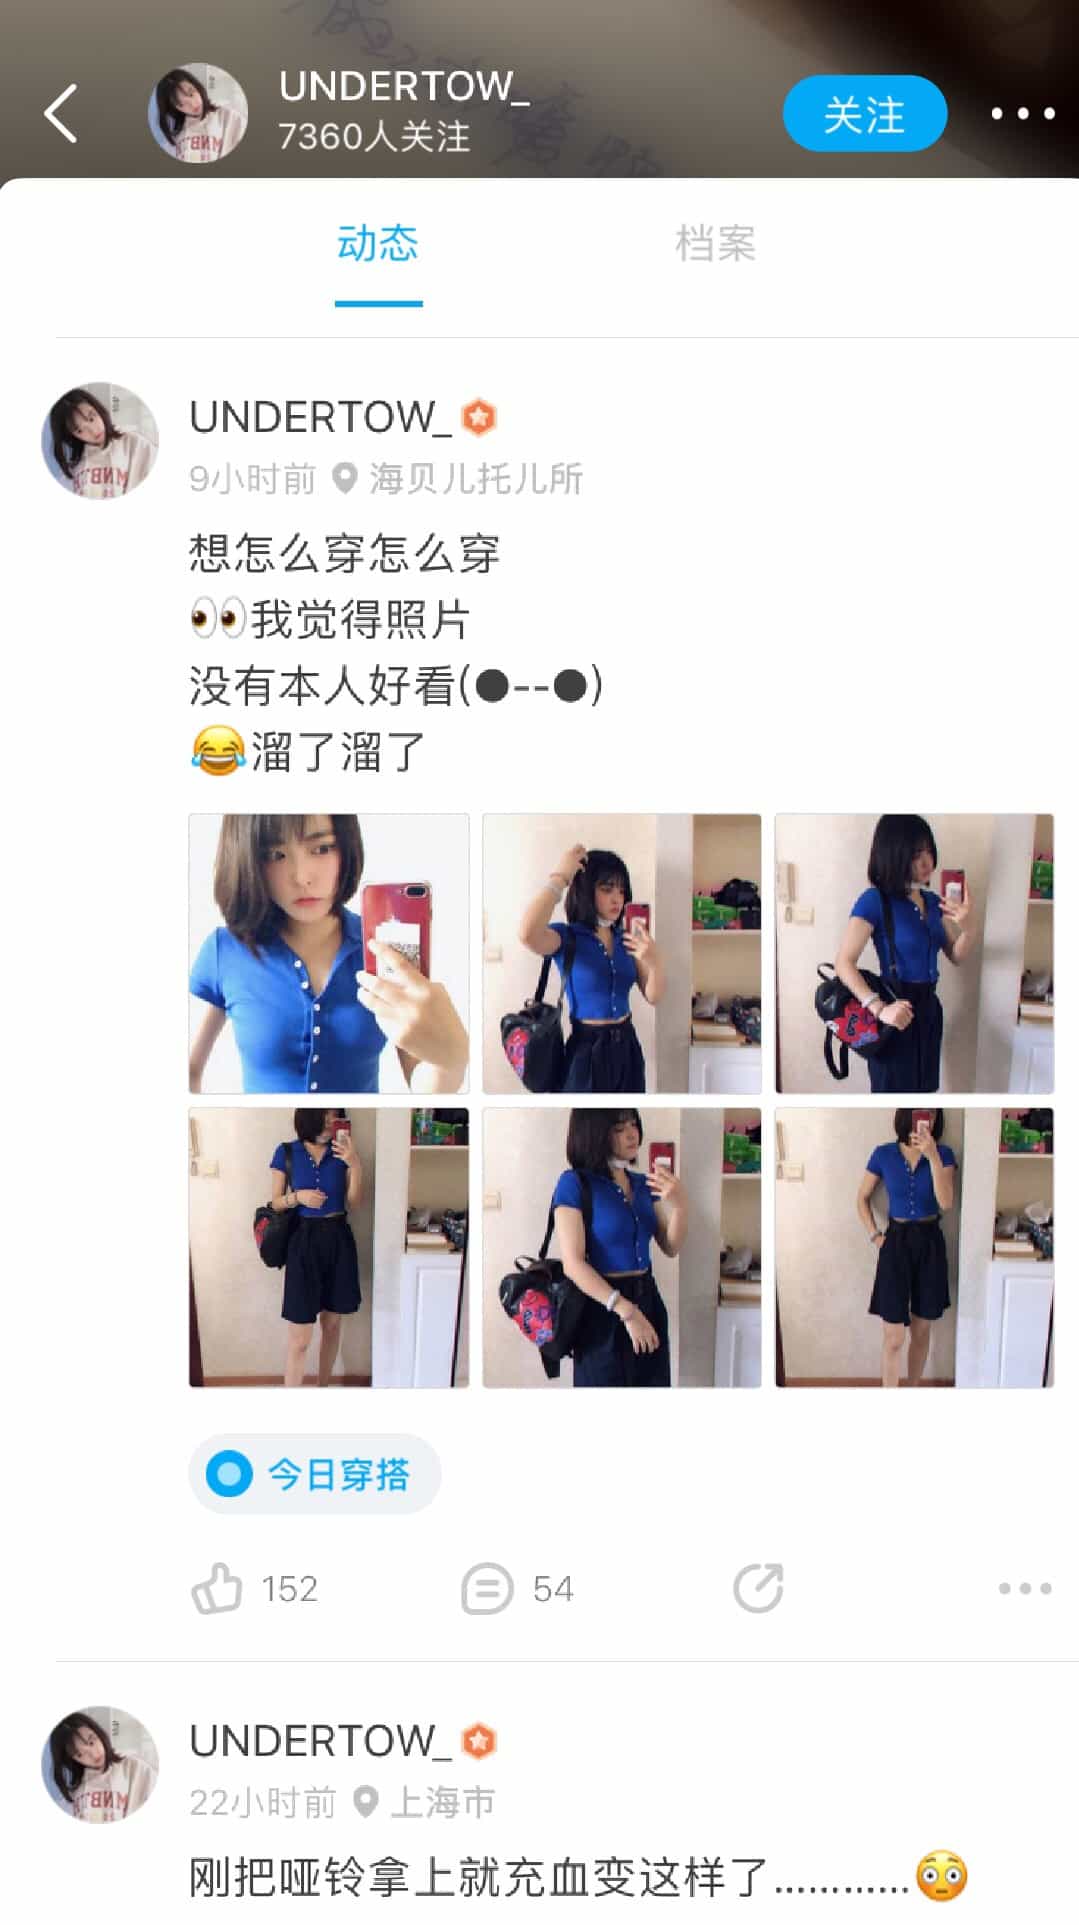 UNDERTOW_
7360人关注
关注
动态
档案
UNDERTOW_
9小时前 海贝儿托儿所
想怎么穿怎么穿
👀我觉得照片
没有本人好看(●--●)
😂溜了溜了
今日穿搭
152
54
UNDERTOW_
22小时前 上海市
刚把哑铃拿上就充血变这样了…………😳